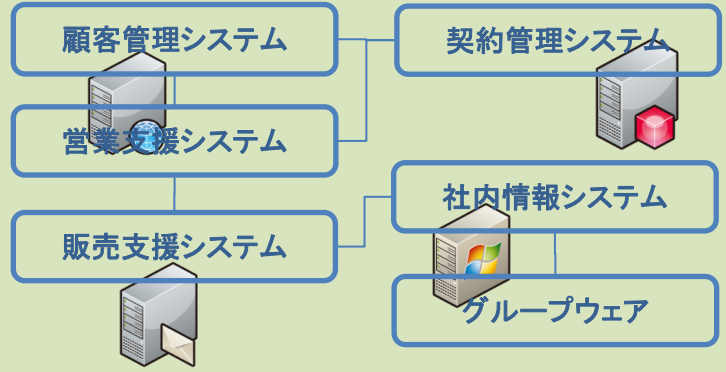 顧客管理システム
契約管理システム
営業支援システム
社内情報システム
販売支援システム
グループウェア